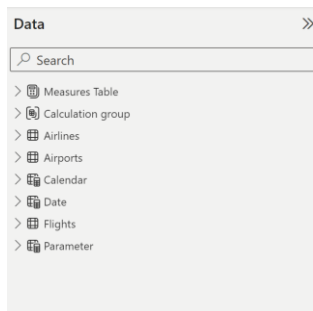 Data
Search
Measures Table
Calculation group
Airlines
Airports
Calendar
Date
Flights
Parameter